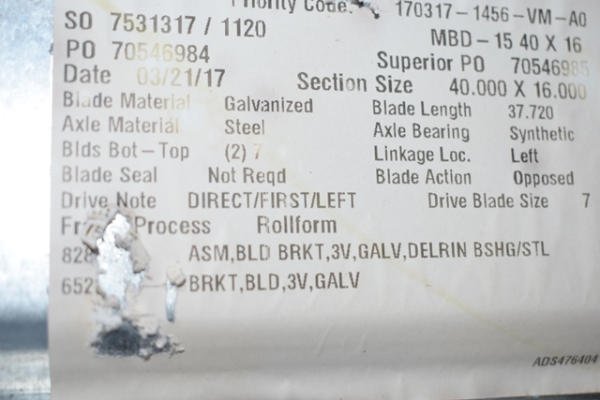 Priority Code: 170317-1456-VM-A0
SO 7531317 / 1120 MBD-15 40 X 16
PO 70546984 Superior PO 70546985
Date 03/21/17 Section Size 40.000 X 16.000
Blade Material Galvanized Blade Length 37.720
Axle Material Steel Axle Bearing Synthetic
Blds Bot-Top (2) 7 Linkage Loc. Left
Blade Seal Not Reqd Blade Action Opposed
Drive Note DIRECT/FIRST/LEFT Drive Blade Size 7
Process Rollform
ASM,BLD BRKT,3V,GALV,DELRIN BSHG/STL
BRKT,BLD,3V,GALV
ADS476404